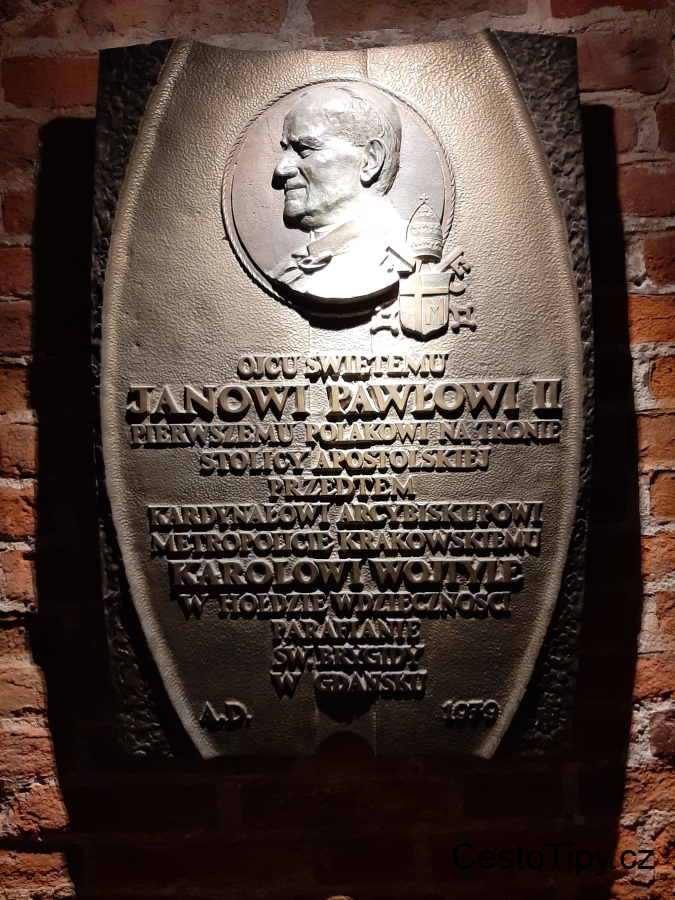 OJCU ŚWIĘTEMU
JANOWI PAWŁOWI II
PIERWSZEMU POLAKOWI NA TRONIE
STOLICY APOSTOLSKIEJ
PRZEDTEM
KARDYNAŁOWI ARCYBISKUPOWI
METROPOLICIE KRAKOWSKIEMU
KAROLOWI WOJTYLE
W HOŁDZIE WDZIĘCZNOŚCI
PARAFIANIE
ŚW. BRYGIDY
W GDAŃSKU
A.D. 1979
M
CestoTipy.cz